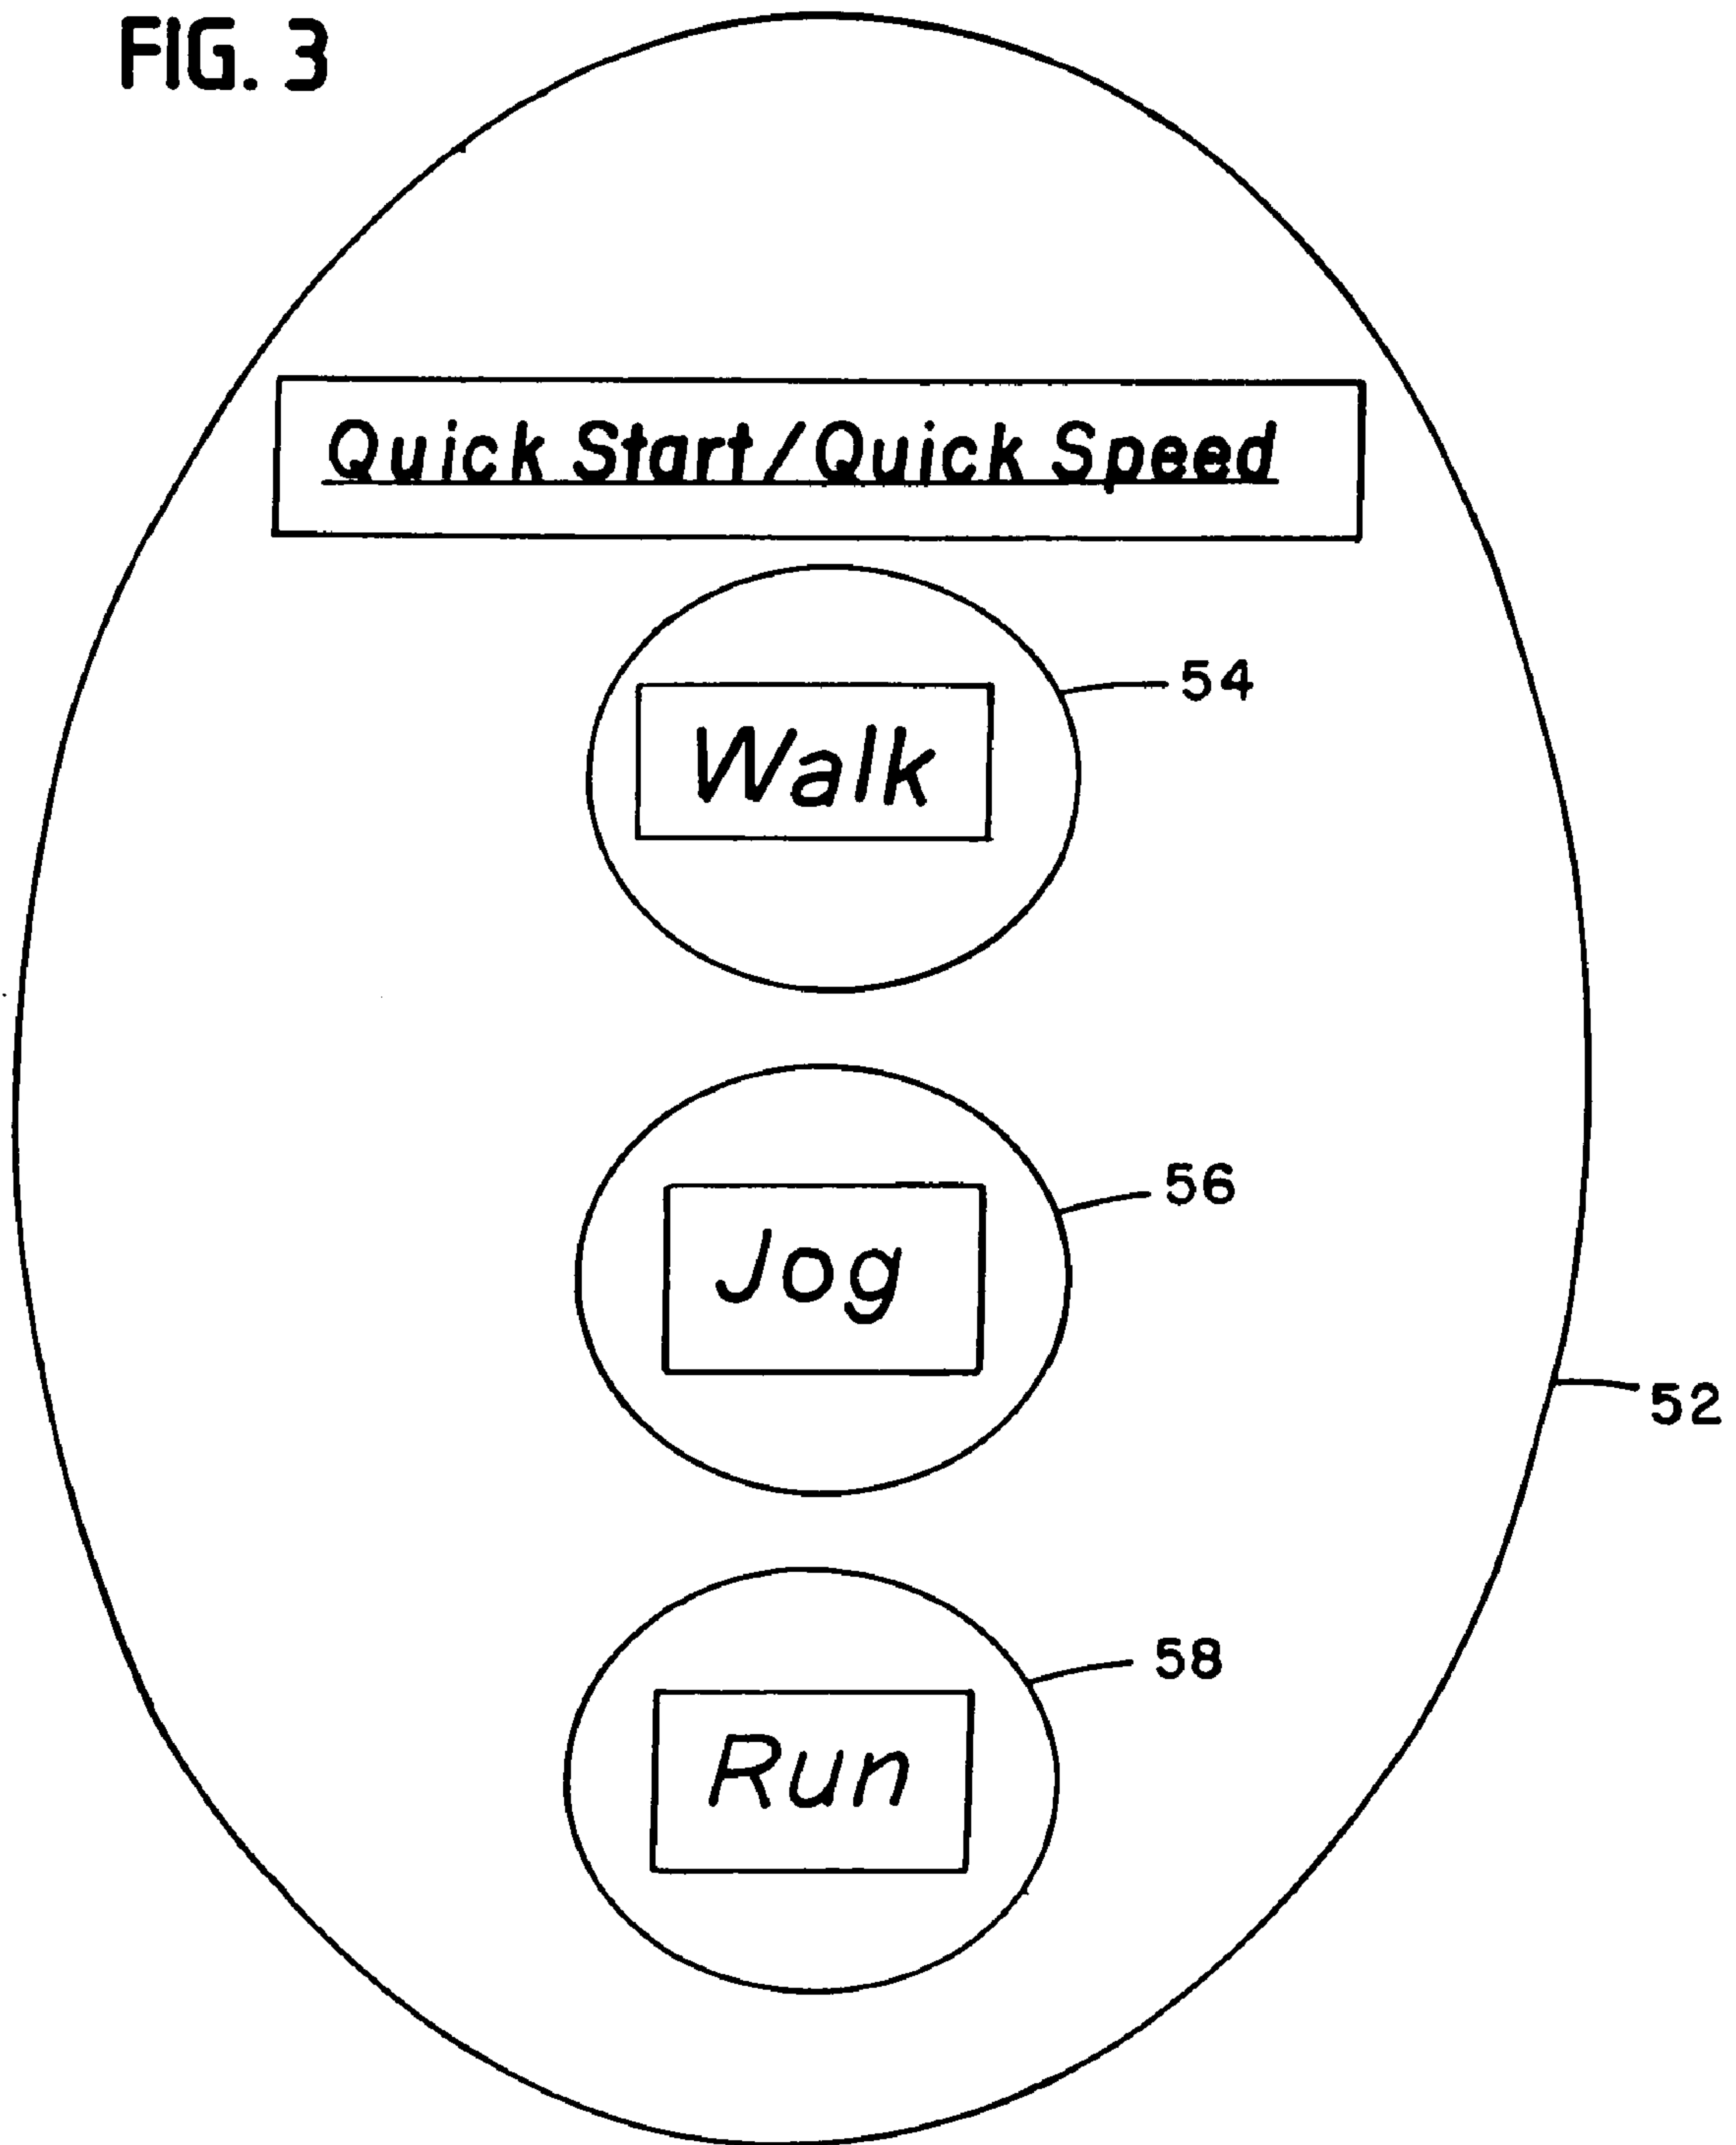 FIG. 3
Quick Start/Quick Speed
54
Walk
56
Jog
52
58
Run